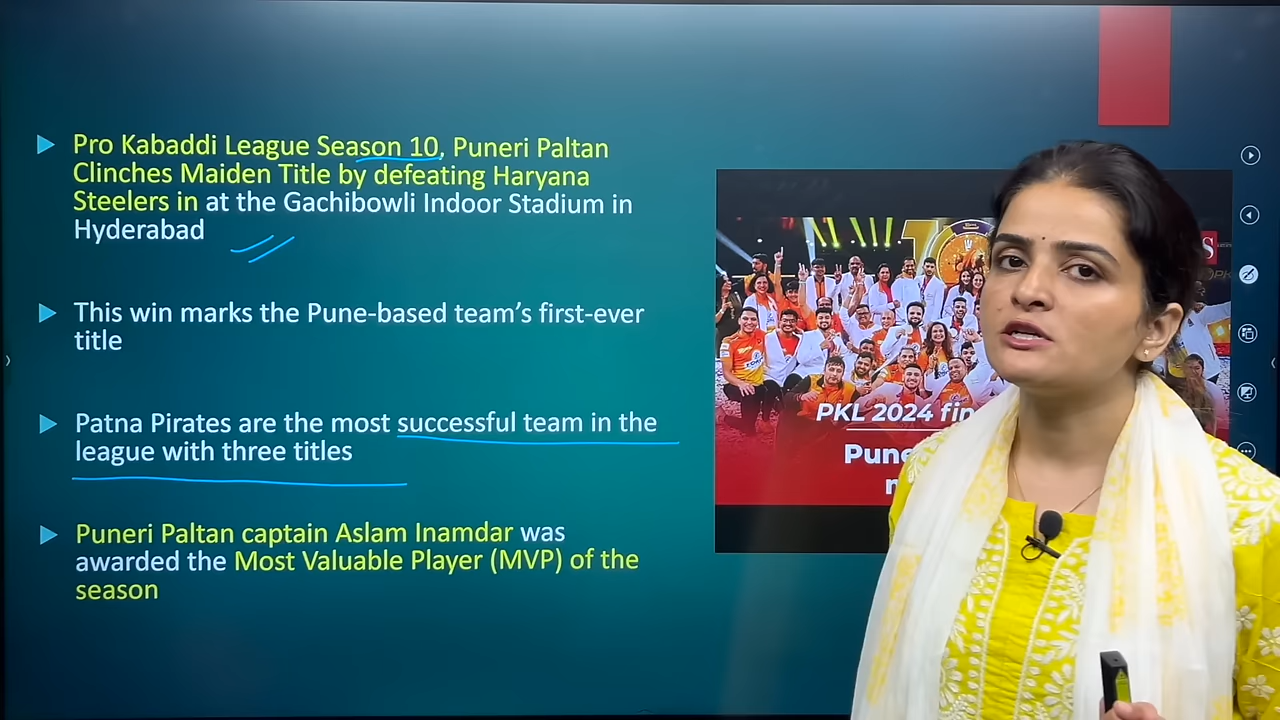 Pro Kabaddi League Season 10, Puneri Paltan
Clinches Maiden Title by defeating Haryana
Steelers in at the Gachibowli Indoor Stadium in
Hyderabad
This win marks the Pune-based team's first-ever
title
Patna Pirates are the most successful team in the
league with three titles
Puneri Paltan captain Aslam Inamdar was
awarded the Most Valuable Player (MVP) of the
season
10
S
PKL 2024 fin
Pune